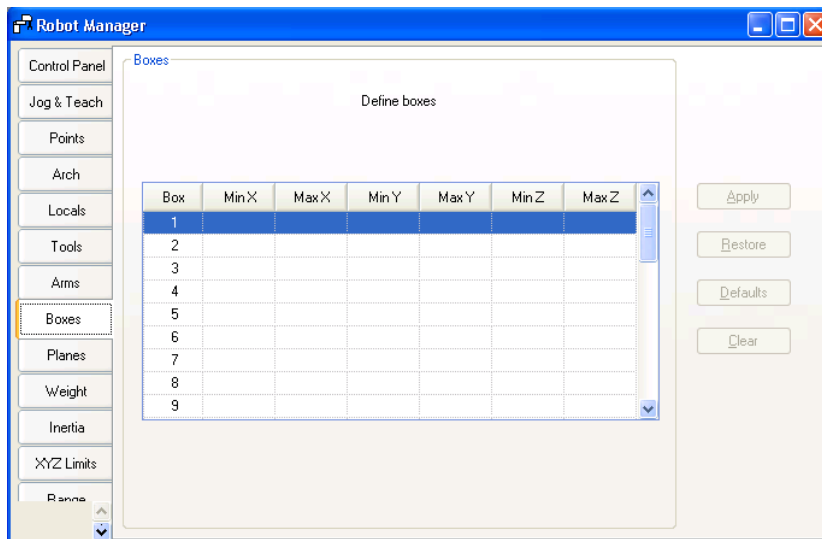 Robot Manager
Control Panel
Jog & Teach
Points
Arch
Locals
Tools
Arms
Boxes
Planes
Weight
Inertia
XYZ Limits
Range
Boxes
Define boxes
Box Min X Max X Min Y Max Y Min Z Max Z
1
2
3
4
5
6
7
8
9
Apply
Restore
Defaults
Clear